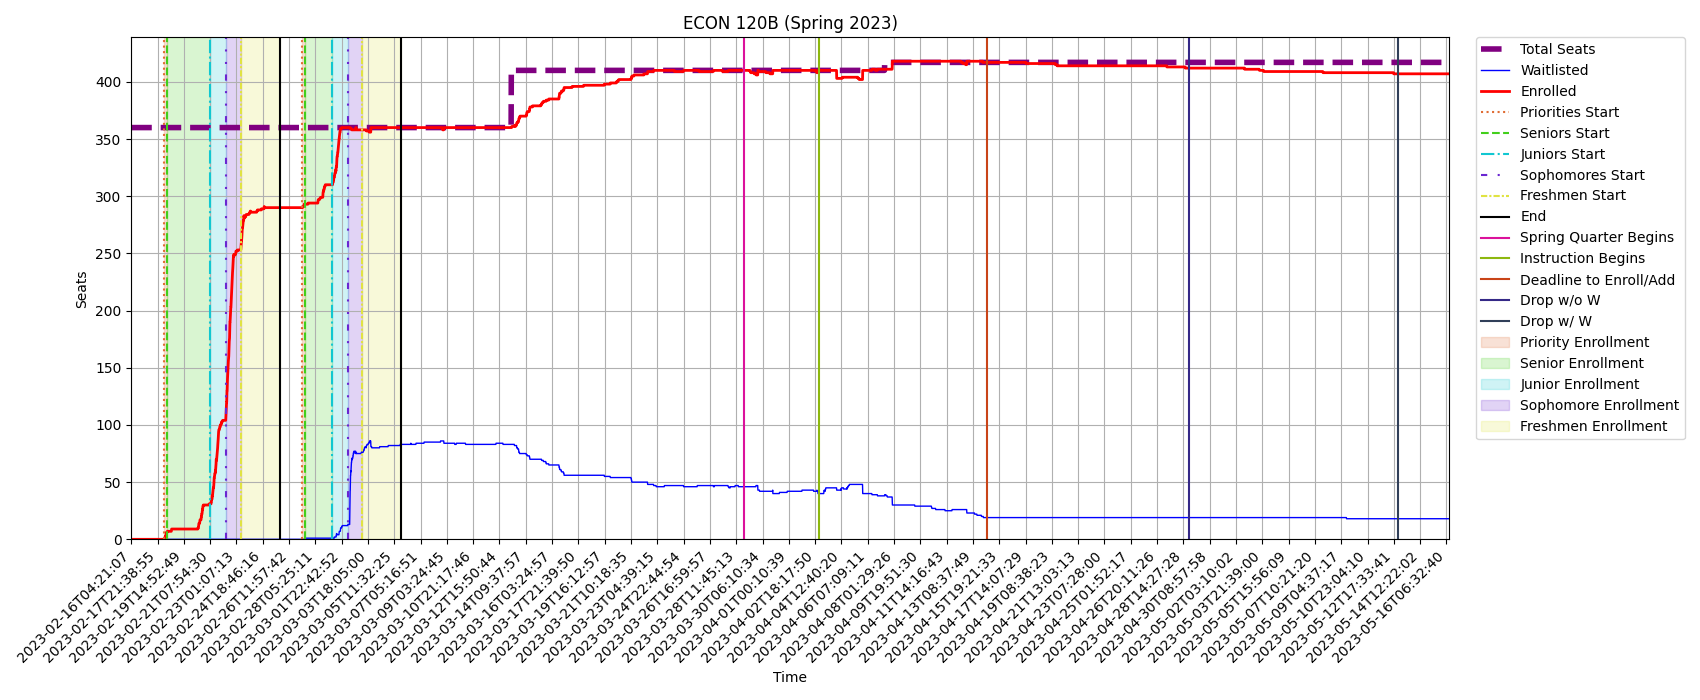 ECON 120B (Spring 2023)
Seats
0
50
100
150
200
250
300
350
400
2023-02-16T04:21:07
2023-02-17T21:38:55
2023-02-19T14:52:49
2023-02-21T07:54:30
2023-02-23T01:07:13
2023-02-24T18:46:16
2023-02-26T11:57:42
2023-02-28T05:25:11
2023-03-01T22:42:52
2023-03-03T18:05:00
2023-03-05T11:32:25
2023-03-07T05:16:51
2023-03-09T03:24:45
2023-03-10T21:17:46
2023-03-12T15:50:44
2023-03-14T09:37:57
2023-03-16T03:24:57
2023-03-17T21:39:50
2023-03-19T16:12:57
2023-03-21T10:18:35
2023-03-23T04:39:15
2023-03-24T22:44:54
2023-03-26T16:59:57
2023-03-28T11:45:13
2023-03-30T06:10:34
2023-04-01T00:10:39
2023-04-02T18:17:50
2023-04-04T12:40:20
2023-04-06T07:09:11
2023-04-08T01:29:26
2023-04-09T19:51:30
2023-04-11T14:16:43
2023-04-13T08:37:49
2023-04-15T19:21:33
2023-04-17T14:07:29
2023-04-19T08:38:23
2023-04-21T13:03:13
2023-04-23T07:28:00
2023-04-25T01:52:17
2023-04-26T20:11:26
2023-04-28T14:27:28
2023-04-30T08:57:58
2023-05-02T03:10:02
2023-05-03T21:39:00
2023-05-05T15:56:09
2023-05-07T10:21:20
2023-05-09T04:37:17
2023-05-10T23:04:10
2023-05-12T17:33:41
2023-05-14T12:22:02
2023-05-16T06:32:40
Time
Total Seats
Waitlisted
Enrolled
Priorities Start
Seniors Start
Juniors Start
Sophomores Start
Freshmen Start
End
Spring Quarter Begins
Instruction Begins
Deadline to Enroll/Add
Drop w/o W
Drop w/ W
Priority Enrollment
Senior Enrollment
Junior Enrollment
Sophomore Enrollment
Freshmen Enrollment